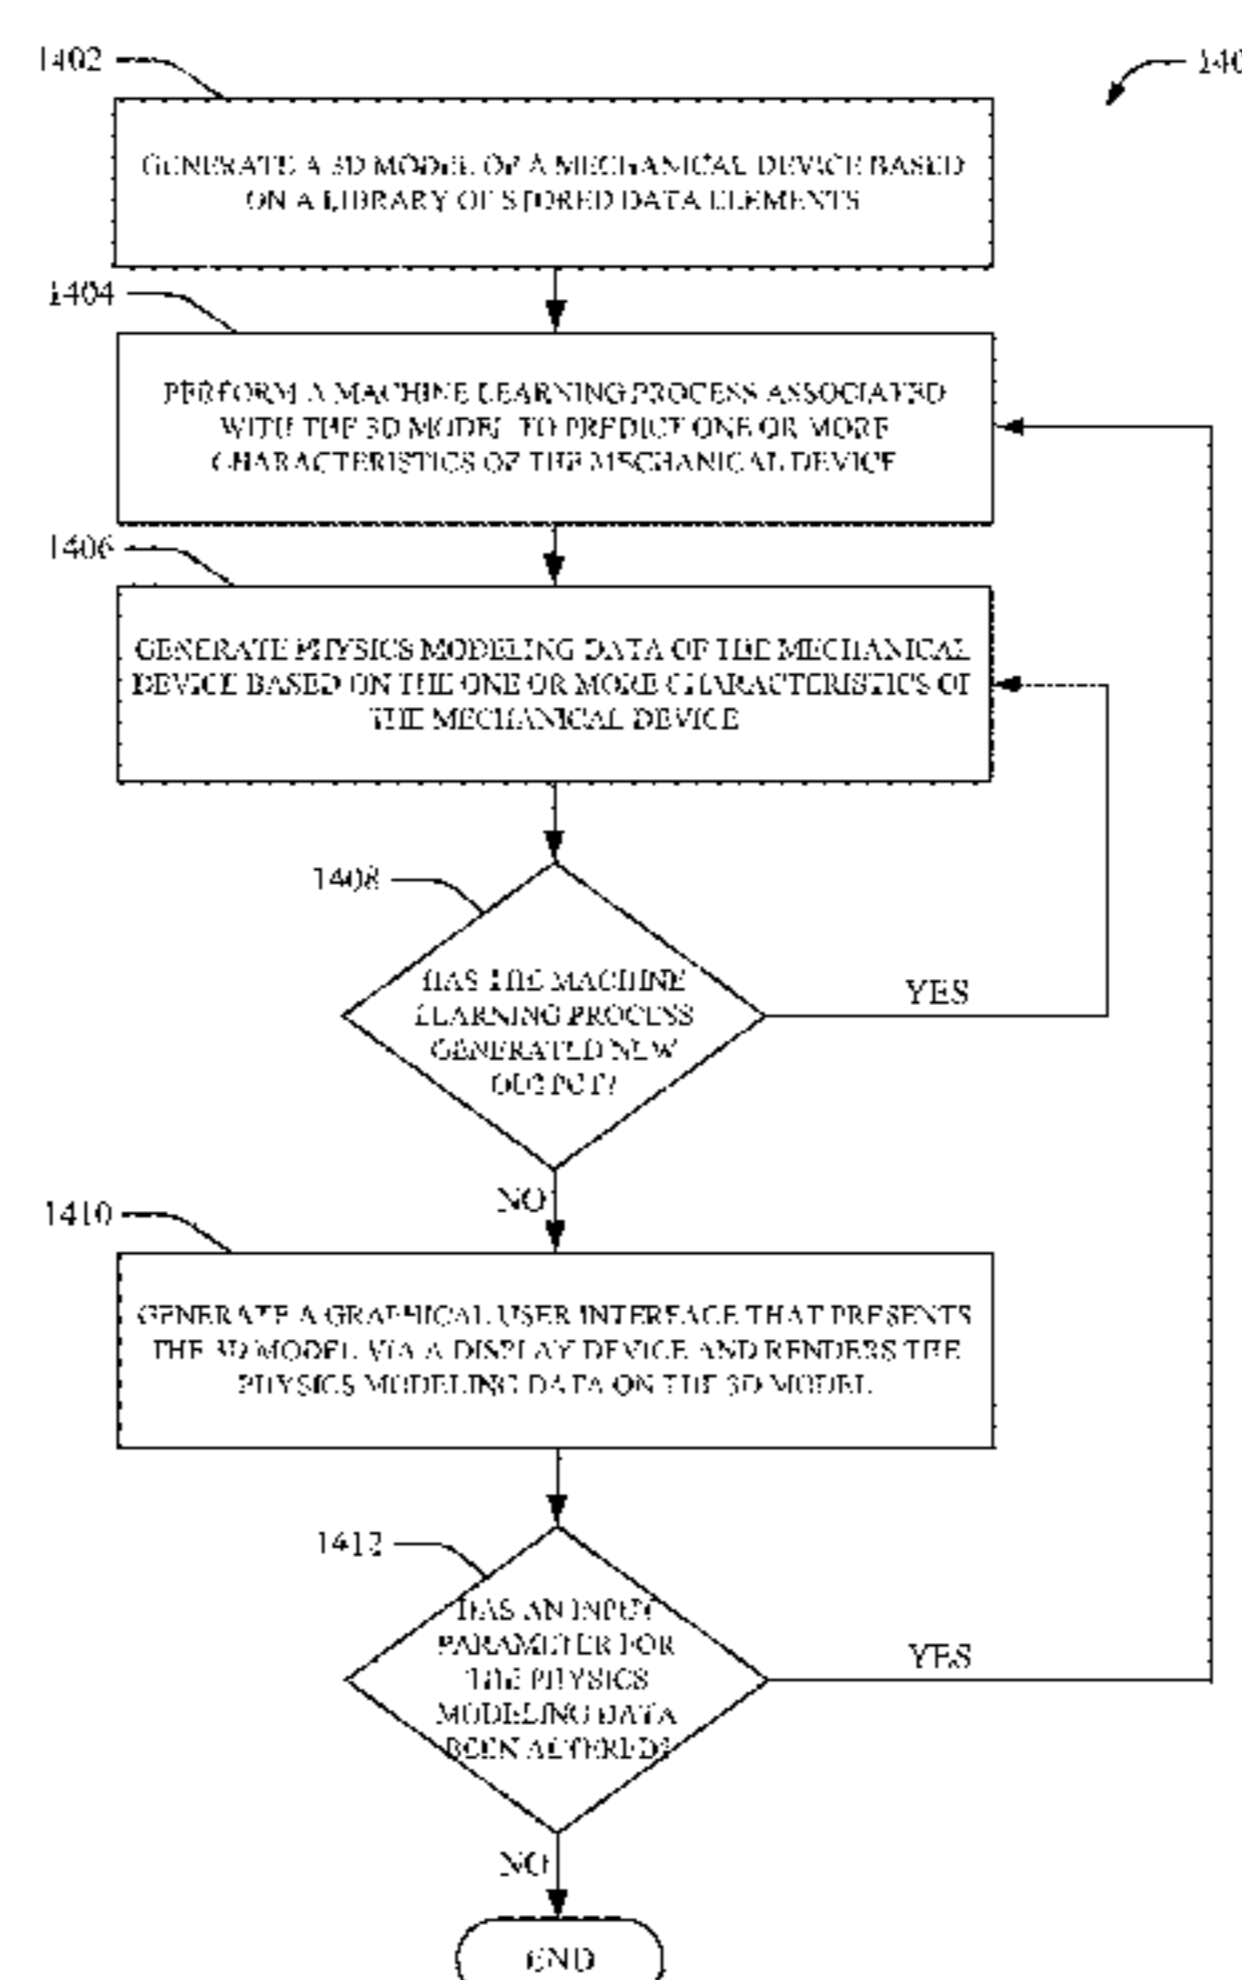 1402
140
GENERATE A 3D MODEL OF A MECHANICAL DEVICE BASED
ON A LIBRARY OF STORED DATA ELEMENTS
1404
PERFORM A MACHINE LEARNING PROCESS ASSOCIATED
WITH THE 3D MODEL TO PREDICT ONE OR MORE
CHARACTERISTICS OF THE MECHANICAL DEVICE
1406
GENERATE PHYSICS MODELING DATA OF THE MECHANICAL
DEVICE BASED ON THE ONE OR MORE CHARACTERISTICS OF
THE MECHANICAL DEVICE
1408
HAS THE MACHINE
LEARNING PROCESS
GENERATED NEW
OUTPUT?
YES
NO
1410
GENERATE A GRAPHICAL USER INTERFACE THAT PRESENTS
THE 3D MODEL VIA A DISPLAY DEVICE AND RENDERS THE
PHYSICS MODELING DATA ON THE 3D MODEL
1412
HAS AN INPUT
PARAMETER FOR
THE PHYSICS
MODELING DATA
BEEN ALTERED?
YES
NO
END